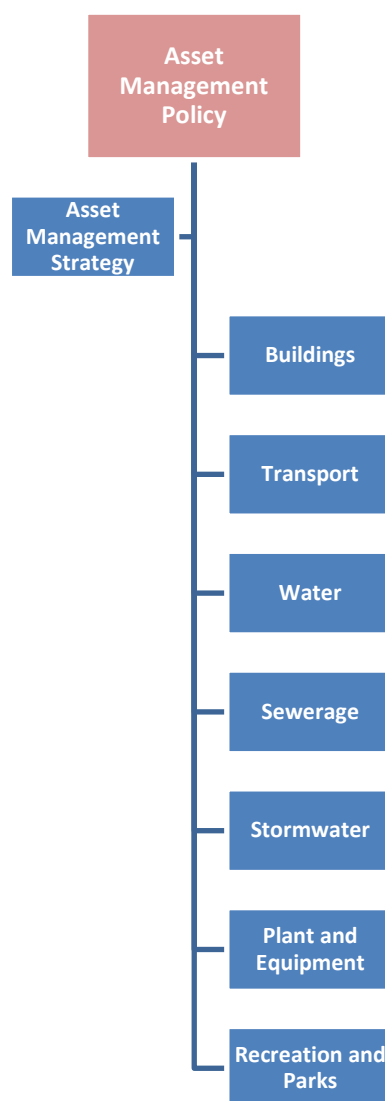 Asset
Management
Policy
Asset
Management
Strategy
Buildings
Transport
Water
Sewerage
Stormwater
Plant and
Equipment
Recreation and
Parks